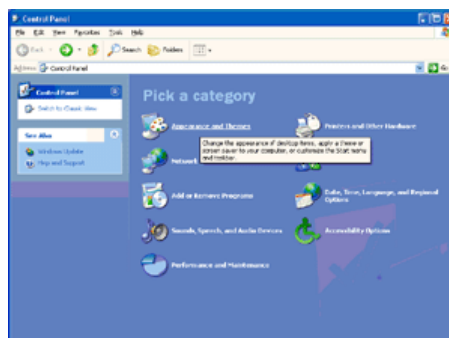 Control Panel
File Edit View Favorites Tools Help
Back Search Folders
Address Control Panel Go
Control Panel
Switch to Classic View
See Also
Windows Update
Help and Support
Pick a category
Appearance and Themes
Printers and Other Hardware
Change the appearance of desktop items, apply a theme or
screen saver to your computer, or customize the Start menu
and taskbar.
Network
Add or Remove Programs
Date, Time, Language, and Regional
Options
Sounds, Speech, and Audio Devices
Accessibility Options
Performance and Maintenance